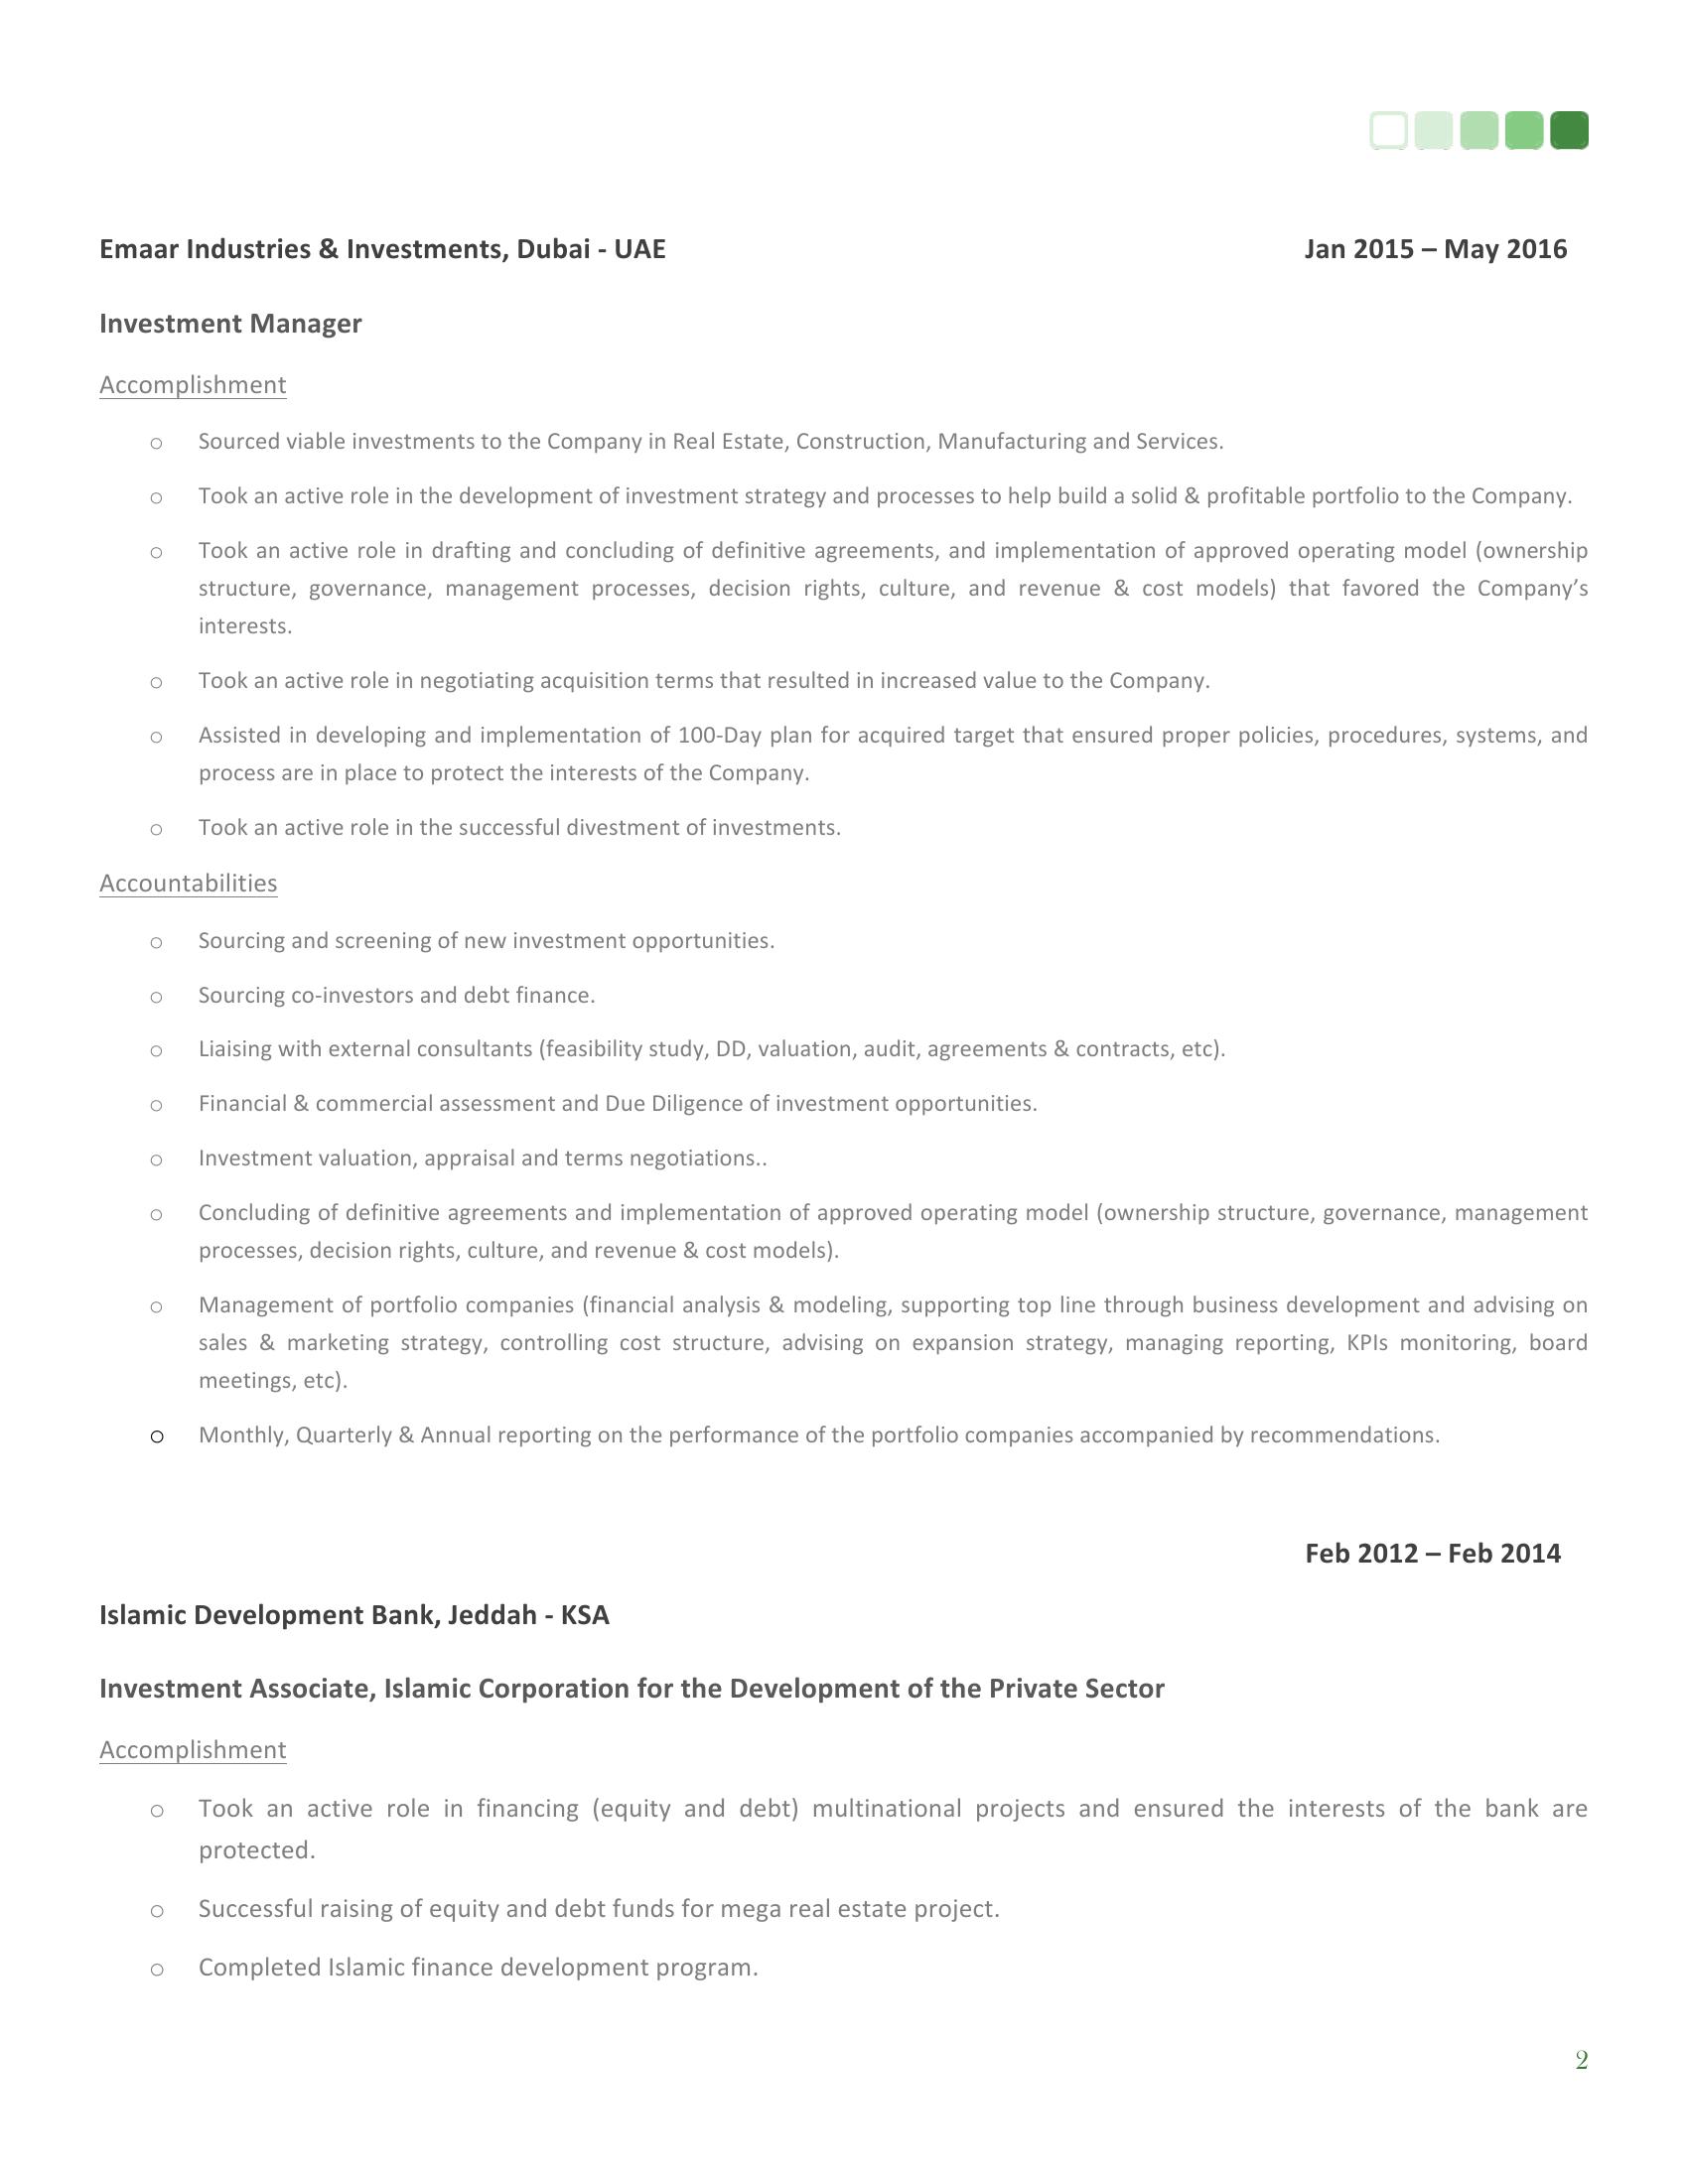 Emaar Industries & Investments, Dubai - UAE Jan 2015 – May 2016
Investment Manager
Accomplishment
○ Sourced viable investments to the Company in Real Estate, Construction, Manufacturing and Services.
○ Took an active role in the development of investment strategy and processes to help build a solid & profitable portfolio to the Company.
○ Took an active role in drafting and concluding of definitive agreements, and implementation of approved operating model (ownership
structure, governance, management processes, decision rights, culture, and revenue & cost models) that favored the Company’s
interests.
○ Took an active role in negotiating acquisition terms that resulted in increased value to the Company.
○ Assisted in developing and implementation of 100-Day plan for acquired target that ensured proper policies, procedures, systems, and
process are in place to protect the interests of the Company.
○ Took an active role in the successful divestment of investments.
Accountabilities
○ Sourcing and screening of new investment opportunities.
○ Sourcing co-investors and debt finance.
○ Liaising with external consultants (feasibility study, DD, valuation, audit, agreements & contracts, etc).
○ Financial & commercial assessment and Due Diligence of investment opportunities.
○ Investment valuation, appraisal and terms negotiations..
○ Concluding of definitive agreements and implementation of approved operating model (ownership structure, governance, management
processes, decision rights, culture, and revenue & cost models).
○ Management of portfolio companies (financial analysis & modeling, supporting top line through business development and advising on
sales & marketing strategy, controlling cost structure, advising on expansion strategy, managing reporting, KPIs monitoring, board
meetings, etc).
○ Monthly, Quarterly & Annual reporting on the performance of the portfolio companies accompanied by recommendations.
Feb 2012 – Feb 2014
Islamic Development Bank, Jeddah - KSA
Investment Associate, Islamic Corporation for the Development of the Private Sector
Accomplishment
○ Took an active role in financing (equity and debt) multinational projects and ensured the interests of the bank are
protected.
○ Successful raising of equity and debt funds for mega real estate project.
○ Completed Islamic finance development program.
2